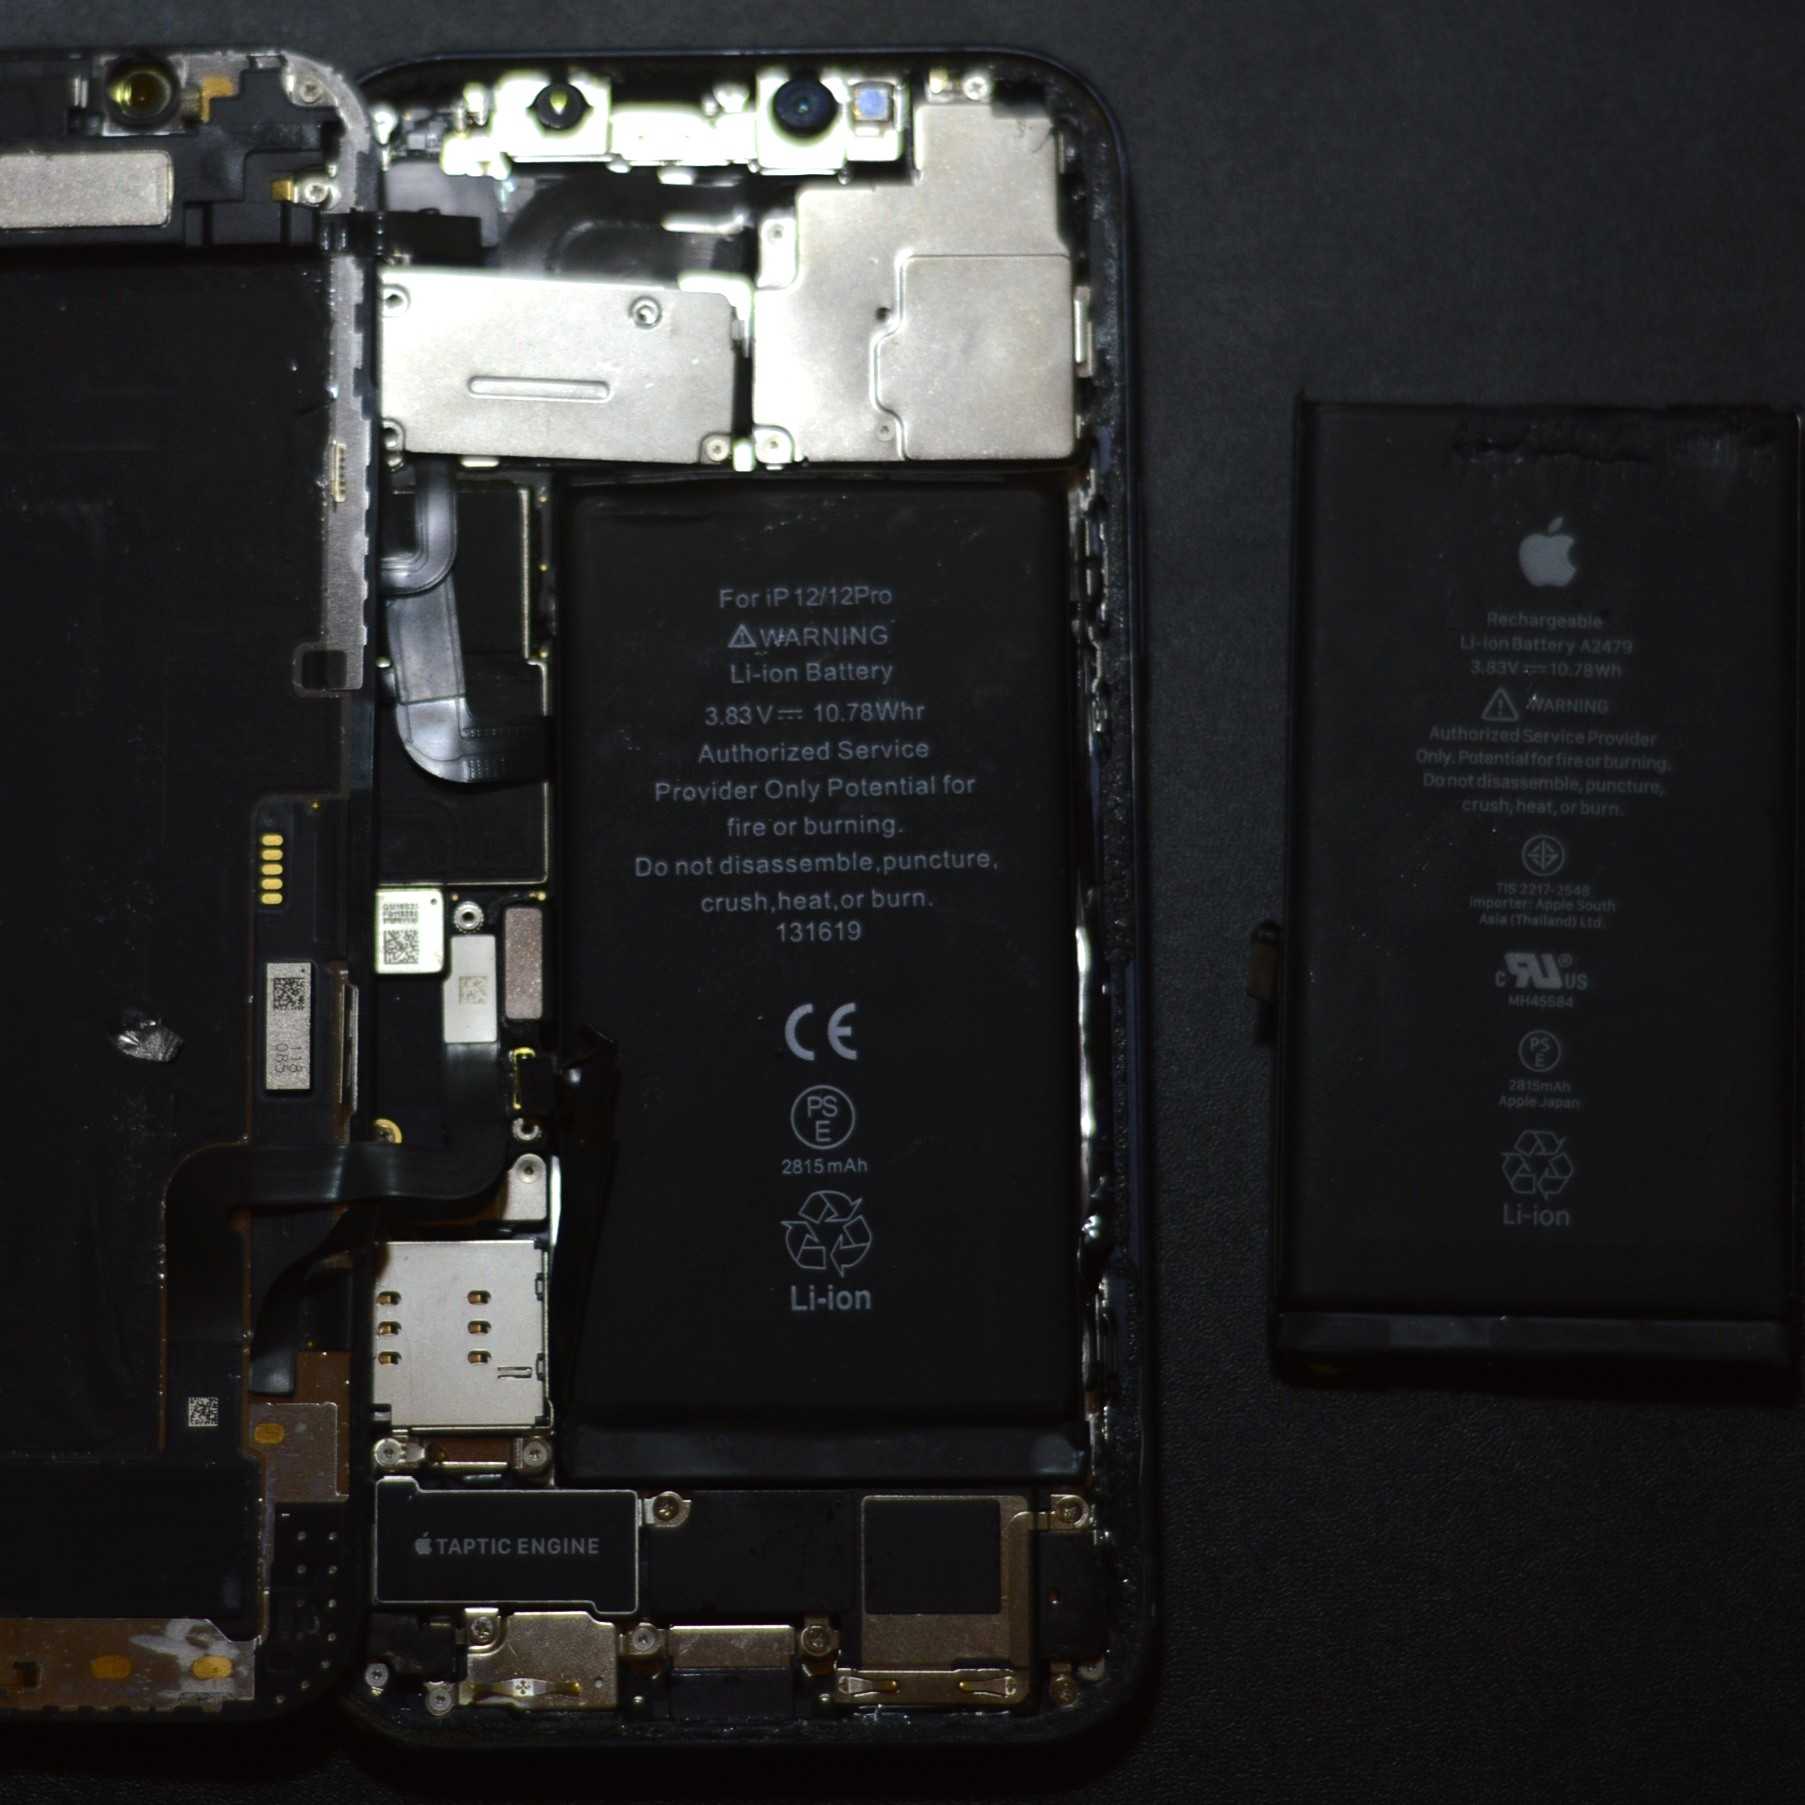 For iP 12/12Pro
WARNING
Li-ion Battery
3.83V 10.78Whr
Authorized Service
Provider Only Potential for
fire or burning.
Do not disassemble,puncture,
crush,heat,or burn.
131619
CE
PS
E
2815mAh
Li-ion
TAPTIC ENGINE
118
Q85
Rechargeable
Li-ion Battery A2479
3.83V 10.78Wh
WARNING
Authorized Service Provider
Only. Potential for fire or burning.
Do not disassemble, puncture,
crush, heat, or burn.
TIS 2217-2548
Importer: Apple South
Asia (Thailand) Ltd.
c RU ® US
MH45584
PS
E
2815mAh
Apple Japan
Li-ion